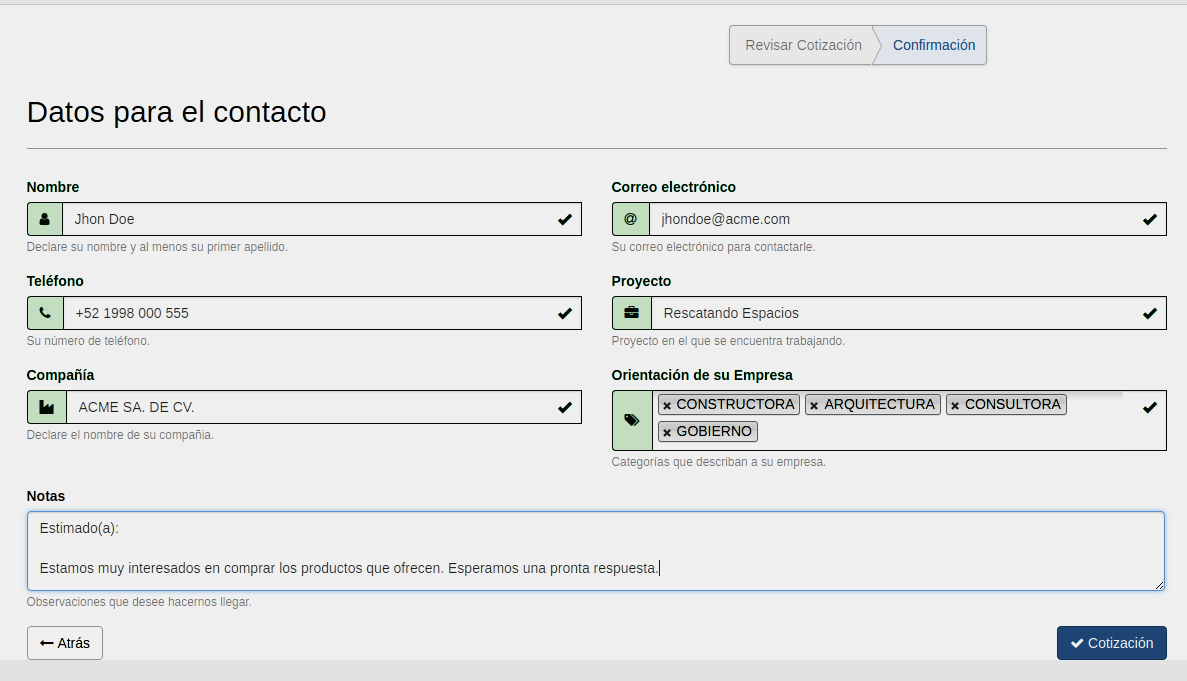 Revisar Cotización Confirmación
Datos para el contacto
Nombre
Jhon Doe
Declare su nombre y al menos su primer apellido.
Correo electrónico
@ jhondoe@acme.com
Su correo electrónico para contactarle.
Teléfono
+52 1998 000 555
Su número de teléfono.
Proyecto
Rescatando Espacios
Proyecto en el que se encuentra trabajando.
Compañía
ACME SA. DE CV.
Declare el nombre de su compañia.
Orientación de su Empresa
× CONSTRUCTORA × ARQUITECTURA × CONSULTORA
× GOBIERNO
Categorías que describan a su empresa.
Notas
Estimado(a):
Estamos muy interesados en comprar los productos que ofrecen. Esperamos una pronta respuesta.
Observaciones que desee hacernos llegar.
Atrás
Cotización